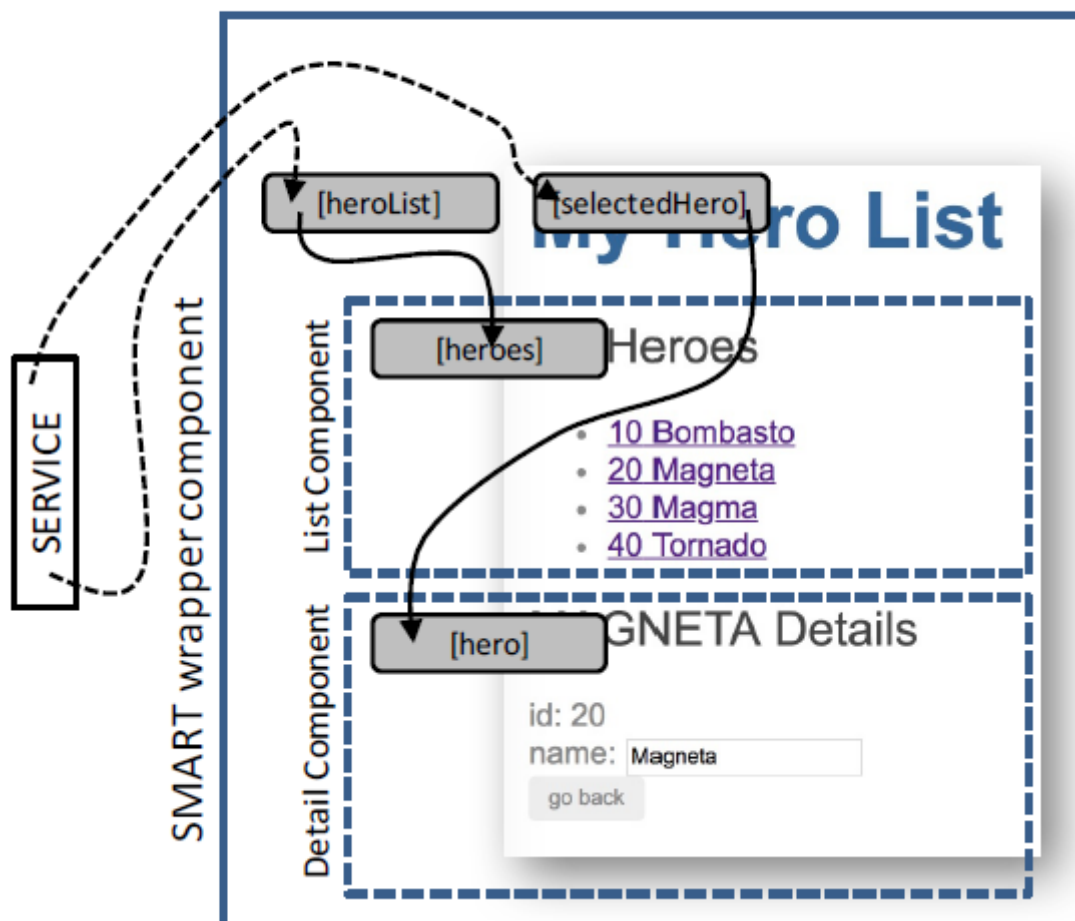 [heroList]
[selectedHero]
My Hero List
SERVICE
SMART wrapper component
List Component
[heroes]
Heroes
10 Bombasto
20 Magneta
30 Magma
40 Tornado
Detail Component
[hero]
GNETA Details
id: 20
name: Magneta
go back